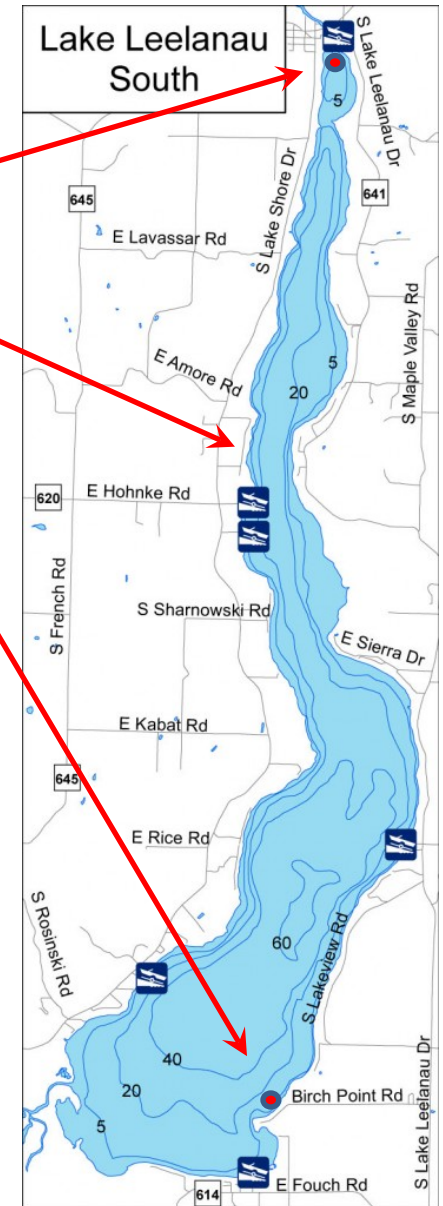 Lake Leelanau
South
S Lake Leelanau Dr
5
645
641
S Lake Shore Dr
E Lavassar Rd
S Maple Valley Rd
E Amore Rd
5
20
620
E Hohnke Rd
S French Rd
S Sharnowski Rd
E Sierra Dr
E Kabat Rd
645
E Rice Rd
S Rosinski Rd
60
S Lakeview Rd
40
20
Birch Point Rd
5
S Lake Leelanau Dr
614
E Fouch Rd